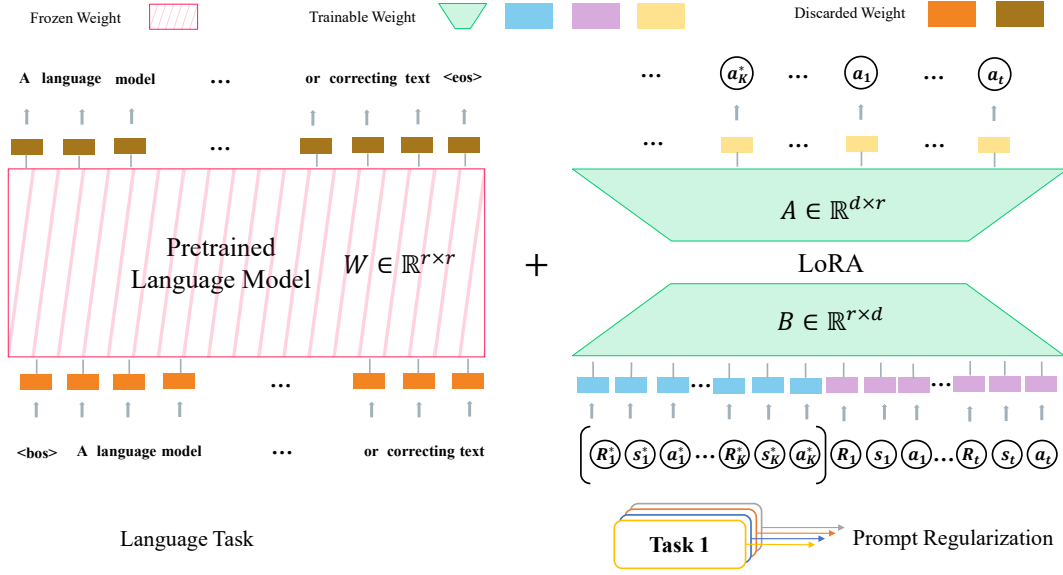 Frozen Weight Trainable Weight Discarded Weight
A language model ... or correcting text <eos>
... a*_K ... a_1 ... a_t
... ... ...
...
Pretrained
Language Model
W ∈ ℝ^{r×r}
+
A ∈ ℝ^{d×r}
LoRA
B ∈ ℝ^{r×d}
...
... ...
<bos> A language model ... or correcting text
R*_1 s*_1 a*_1 ... R*_K s*_K a*_K R_1 s_1 a_1 ... R_t s_t a_t
Language Task
Task 1
Prompt Regularization